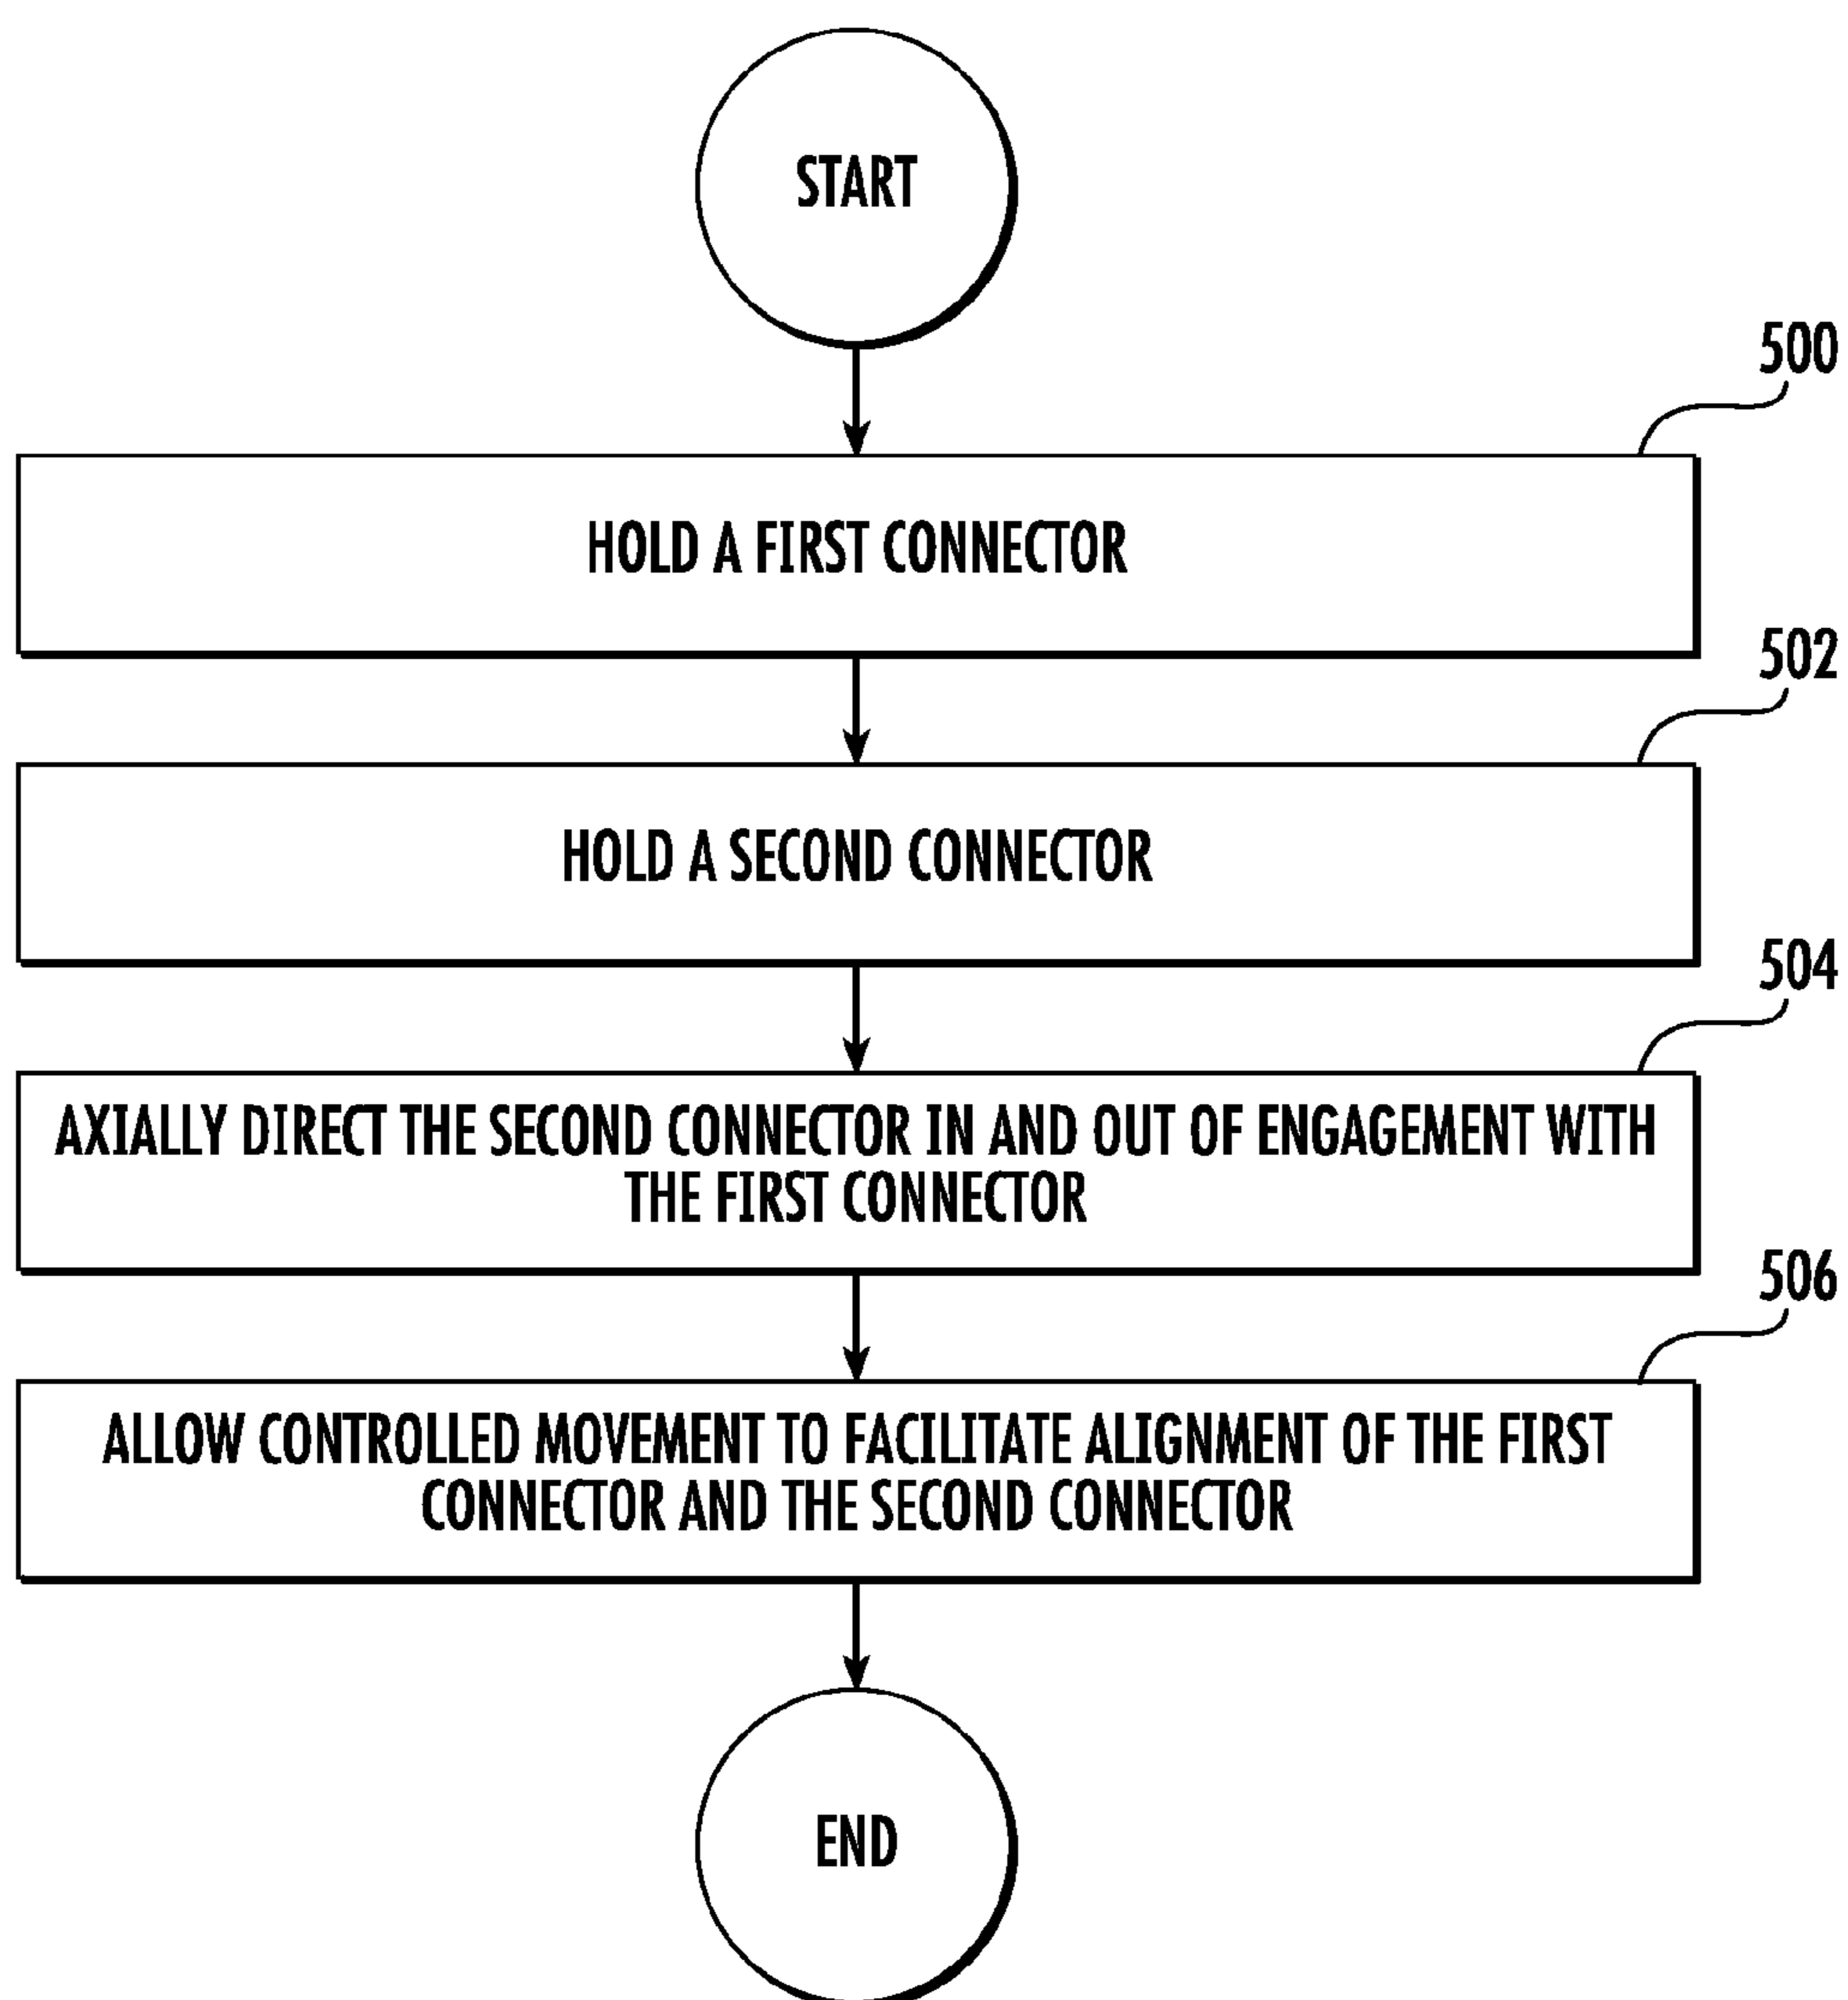 START
500
HOLD A FIRST CONNECTOR
502
HOLD A SECOND CONNECTOR
504
AXIALLY DIRECT THE SECOND CONNECTOR IN AND OUT OF ENGAGEMENT WITH
THE FIRST CONNECTOR
506
ALLOW CONTROLLED MOVEMENT TO FACILITATE ALIGNMENT OF THE FIRST
CONNECTOR AND THE SECOND CONNECTOR
END